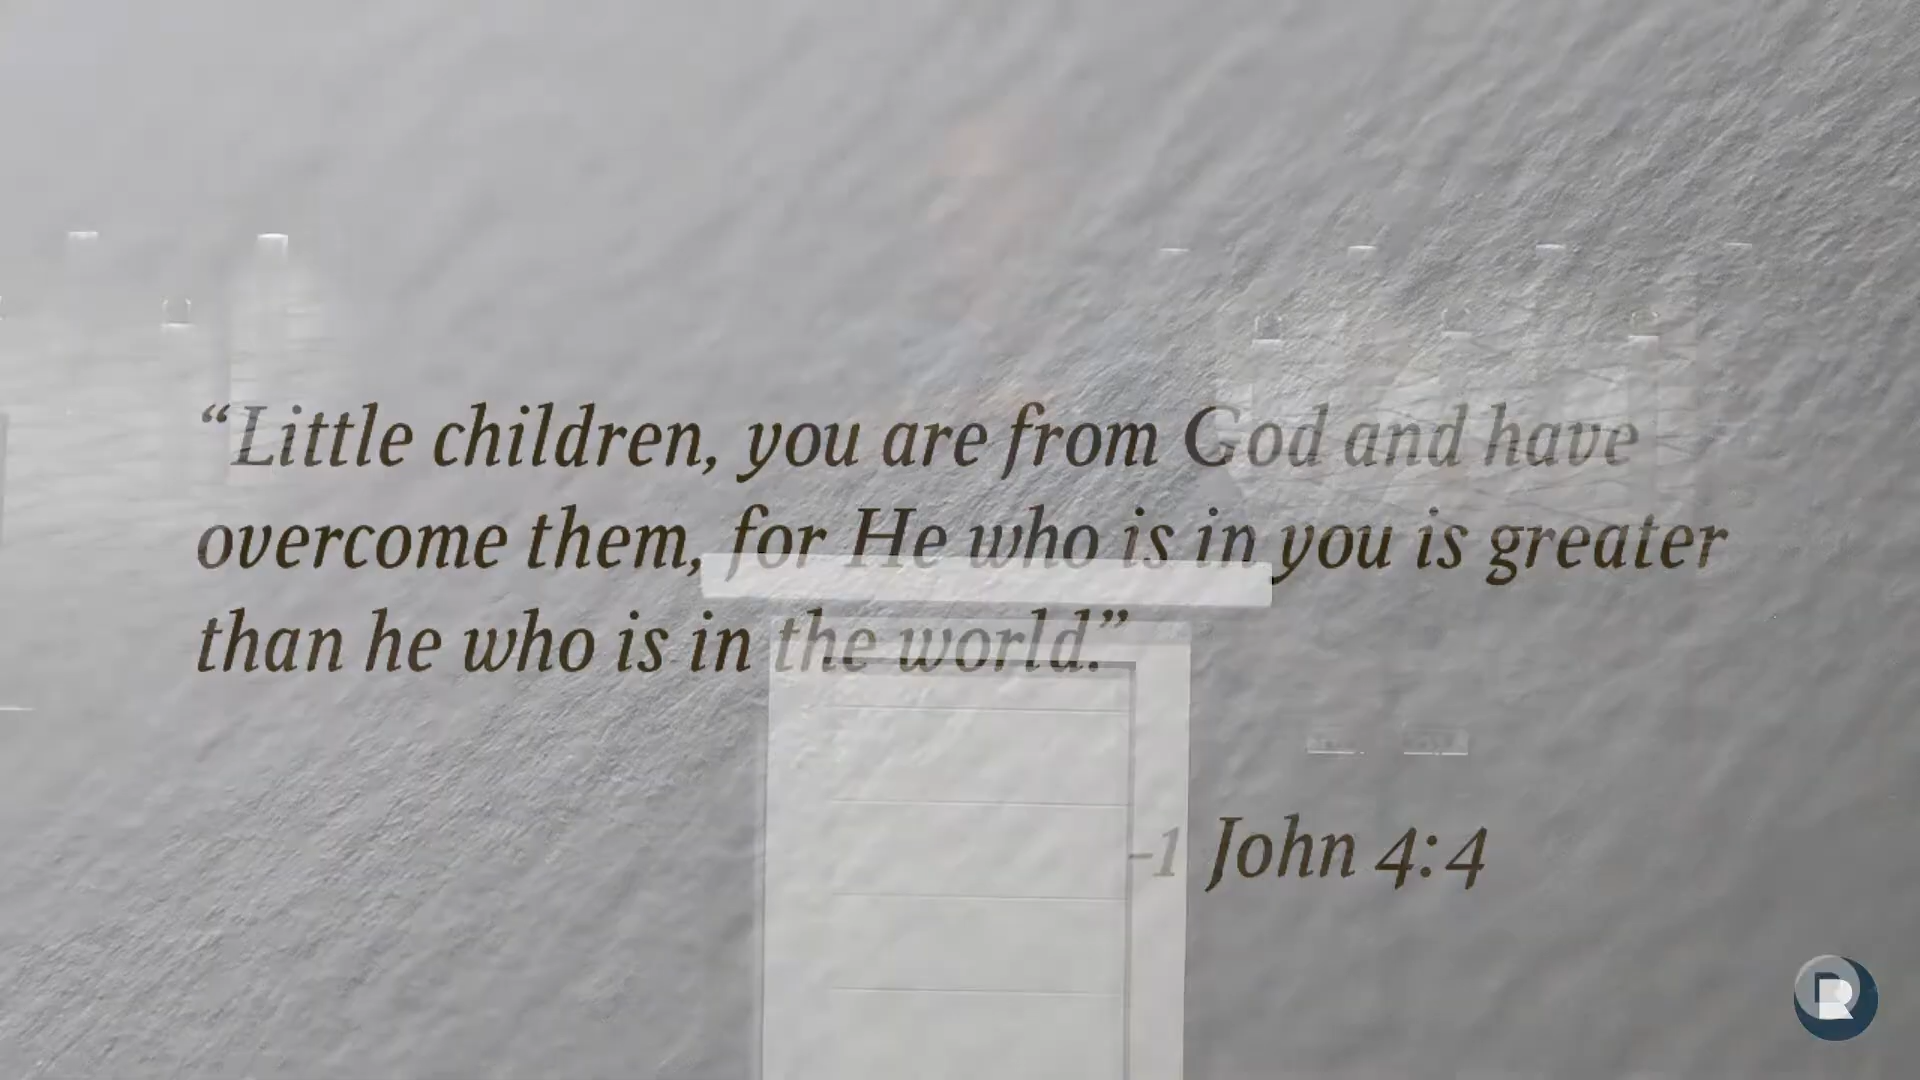 “Little children, you are from God and have
overcome them, for He who is in you is greater
than he who is in the world.”
-1 John 4:4